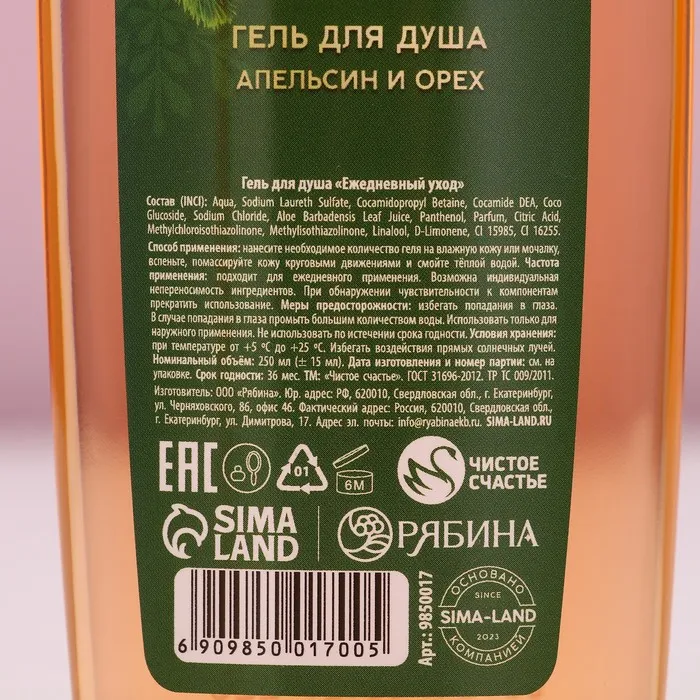 ГЕЛЬ ДЛЯ ДУША
АПЕЛЬСИН И ОРЕХ
Гель для душа «Ежедневный уход»
Состав (INCI): Aqua, Sodium Laureth Sulfate, Cocamidopropyl Betaine, Cocamide DEA, Coco
Glucoside, Sodium Chloride, Aloe Barbadensis Leaf Juice, Panthenol, Parfum, Citric Acid,
Methylchloroisothiazolinone, Methylisothiazolinone, Linalool, D-Limonene, CI 15985, CI 16255.
Способ применения: нанесите необходимое количество геля на влажную кожу или мочалку,
вспеньте, помассируйте кожу круговыми движениями и смойте тёплой водой. Частота
применения: подходит для ежедневного применения. Возможна индивидуальная
непереносимость ингредиентов. При обнаружении чувствительности к компонентам
прекратить использование. Меры предосторожности: избегать попадания в глаза.
В случае попадания в глаза промыть большим количеством воды. Использовать только для
наружного применения. Не использовать по истечении срока годности. Условия хранения:
при температуре от +5 °C до +25 °C. Избегать воздействия прямых солнечных лучей.
Номинальный объём: 250 мл (± 15 мл). Дата изготовления и номер партии: см. на
упаковке. Срок годности: 36 мес. ТМ: «Чистое счастье». ГОСТ 31696-2012. ТР ТС 009/2011.
Изготовитель: ООО «Рябина». Юр. адрес: РФ, 620010, Свердловская обл., г. Екатеринбург,
ул. Черняховского, 86, офис 46. Фактический адрес: Россия, 620010, Свердловская обл.,
г. Екатеринбург, ул. Димитрова, 17. Адрес эл. почты: info@ryabinaekb.ru. SIMA-LAND.RU
EAC
01
6M
ЧИСТОЕ
СЧАСТЬЕ
SIMA
LAND
РЯБИНА
6 909850 017005
Арт.: 9850017
ОСНОВАНО
SINCE
SIMA-LAND
2023
КОМПАНИЕЙ